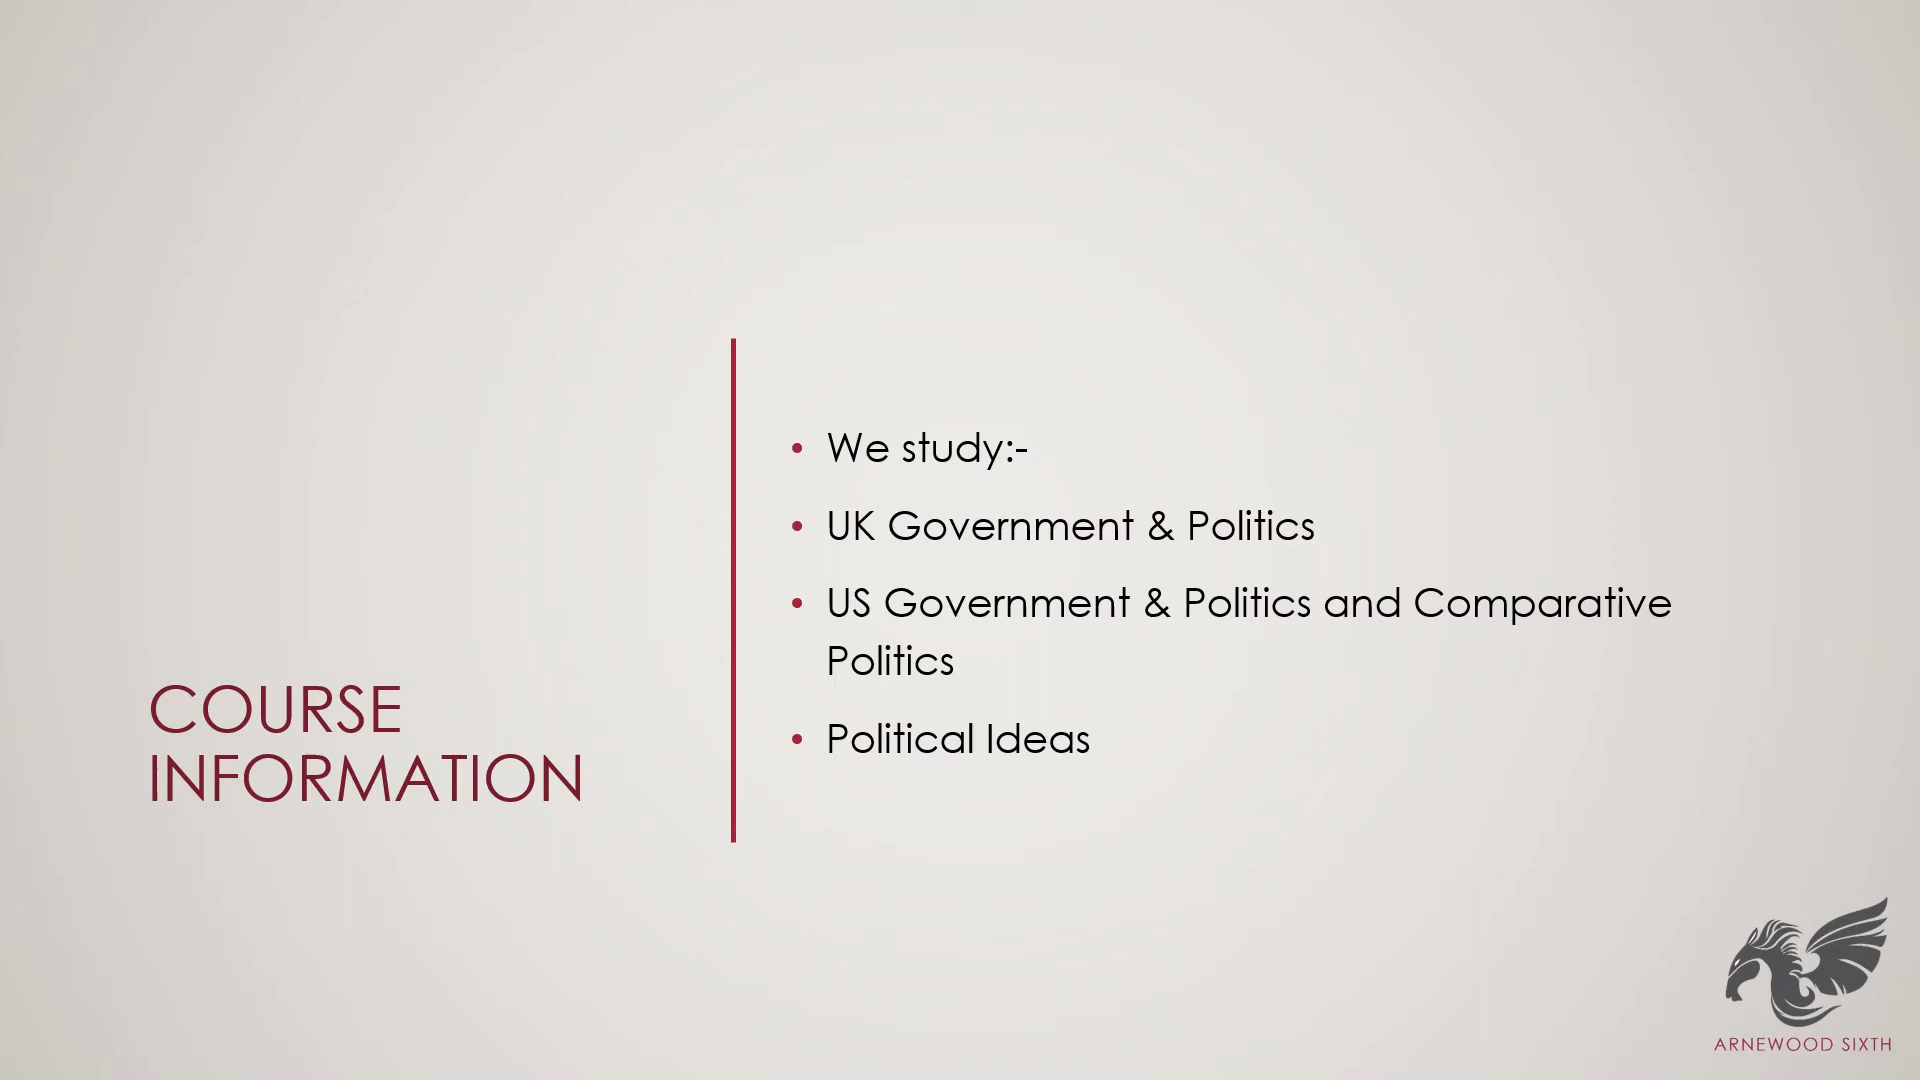 COURSE
INFORMATION
• We study:-
• UK Government & Politics
• US Government & Politics and Comparative
Politics
• Political Ideas
ARNEWOOD SIXTH